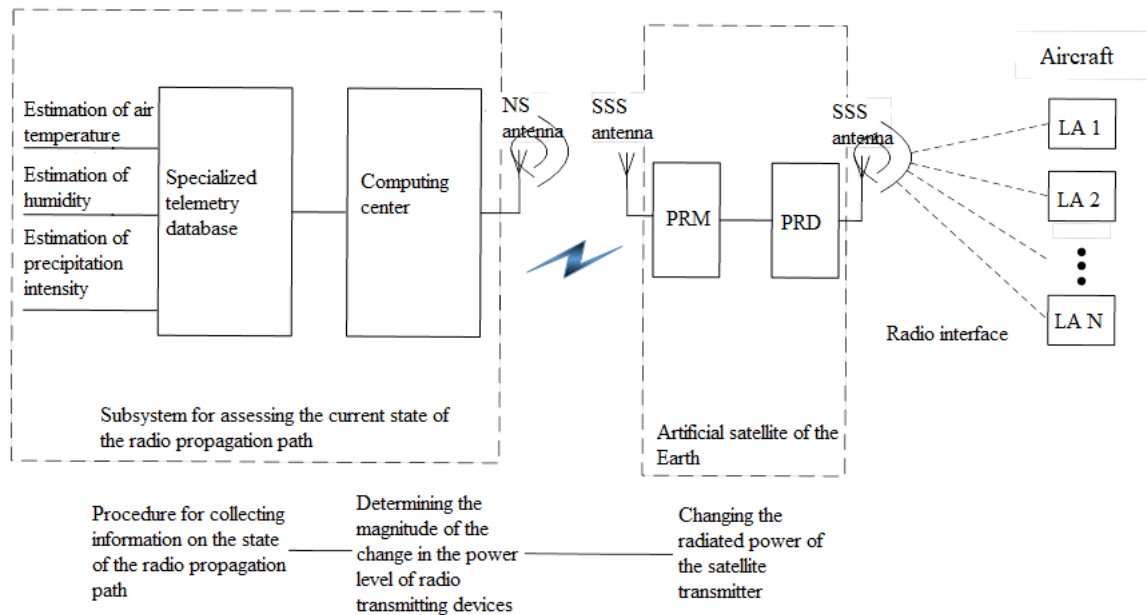 Aircraft
Estimation of air
temperature
Estimation of
humidity
Estimation of
precipitation
intensity
Specialized
telemetry
database
Computing
center
NS
antenna
SSS
antenna
PRM
PRD
SSS
antenna
LA 1
LA 2
LA N
Radio interface
Subsystem for assessing the current state of
the radio propagation path
Artificial satellite of the
Earth
Procedure for collecting
information on the state
of the radio propagation
path
Determining the
magnitude of the
change in the power
level of radio
transmitting devices
Changing the
radiated power of
the satellite
transmitter